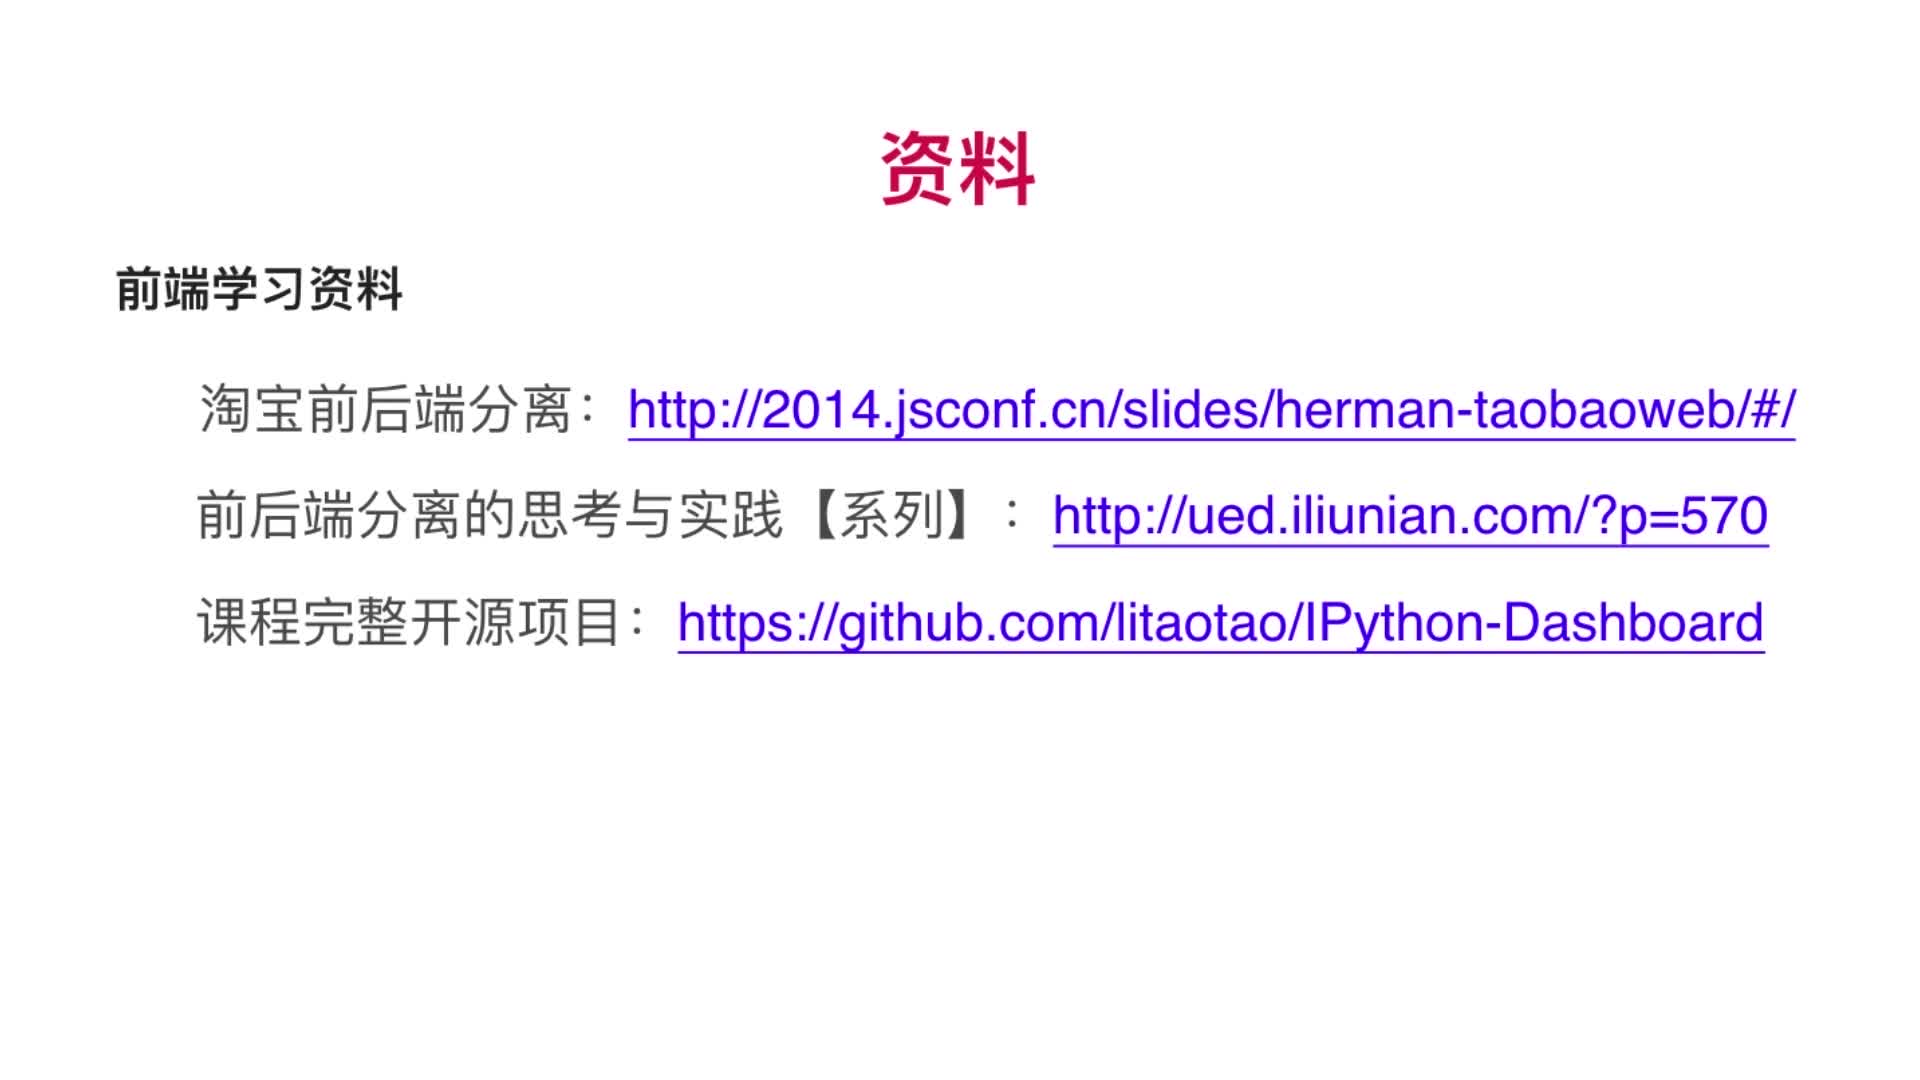 资料
前端学习资料
淘宝前后端分离：http://2014.jsconf.cn/slides/herman-taobaoweb/#/
前后端分离的思考与实践【系列】：http://ued.iliunian.com/?p=570
课程完整开源项目：https://github.com/litaotao/IPython-Dashboard